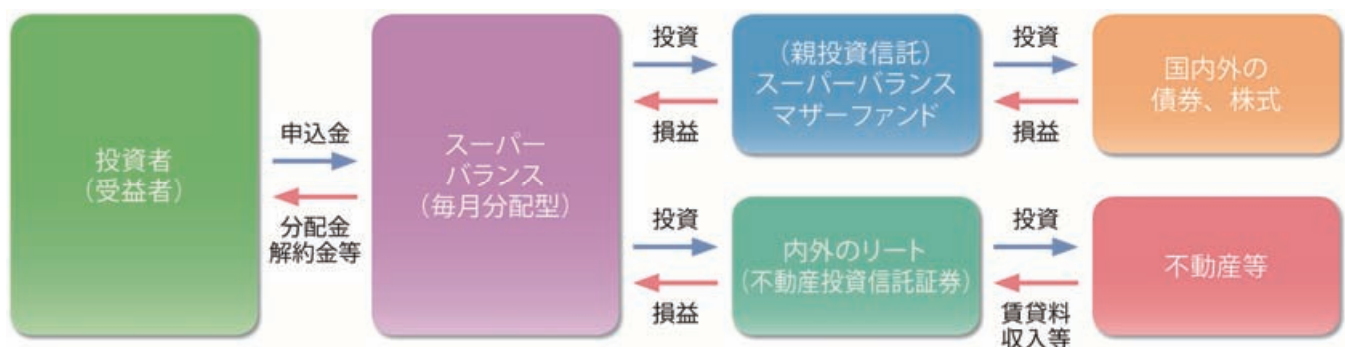 投資者
(受益者)
申込金
分配金
解約金等
スーパー
バランス
(毎月分配型)
投資
損益
(親投資信託)
スーパーバランス
マザーファンド
投資
損益
国内外の
債券、株式
投資
損益
内外のリート
(不動産投資信託証券)
投資
賃貸料
収入等
不動産等